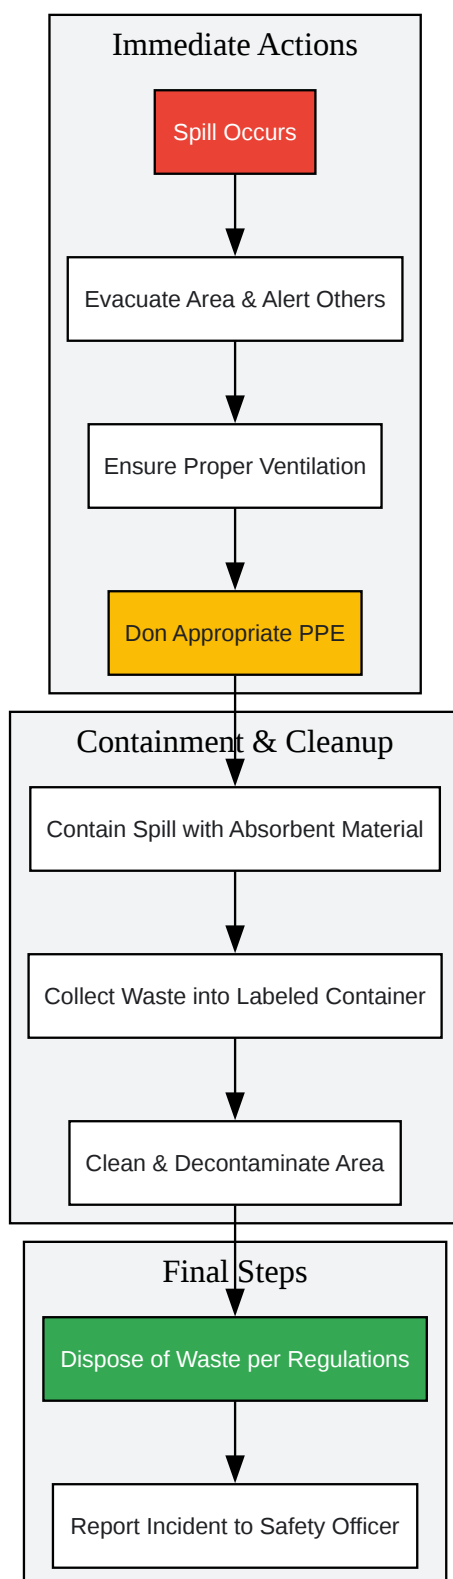 Immediate Actions
Spill Occurs
Evacuate Area & Alert Others
Ensure Proper Ventilation
Don Appropriate PPE
Containment & Cleanup
Contain Spill with Absorbent Material
Collect Waste into Labeled Container
Clean & Decontaminate Area
Final Steps
Dispose of Waste per Regulations
Report Incident to Safety Officer